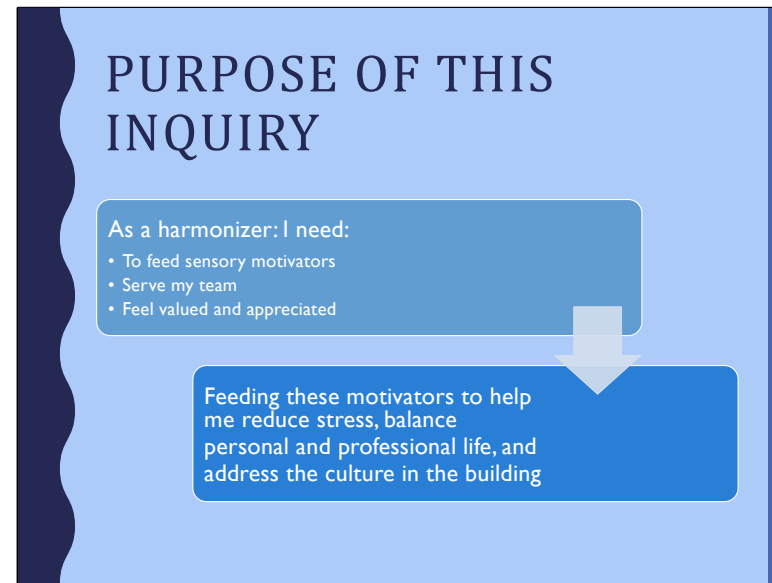 PURPOSE OF THIS
INQUIRY
As a harmonizer: I need:
• To feed sensory motivators
• Serve my team
• Feel valued and appreciated
Feeding these motivators to help
me reduce stress, balance
personal and professional life, and
address the culture in the building